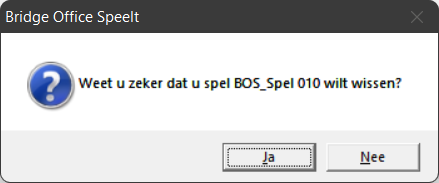 Bridge Office Speelt
Weet u zeker dat u spel BOS_Spel 010 wilt wissen?
Ja
Nee